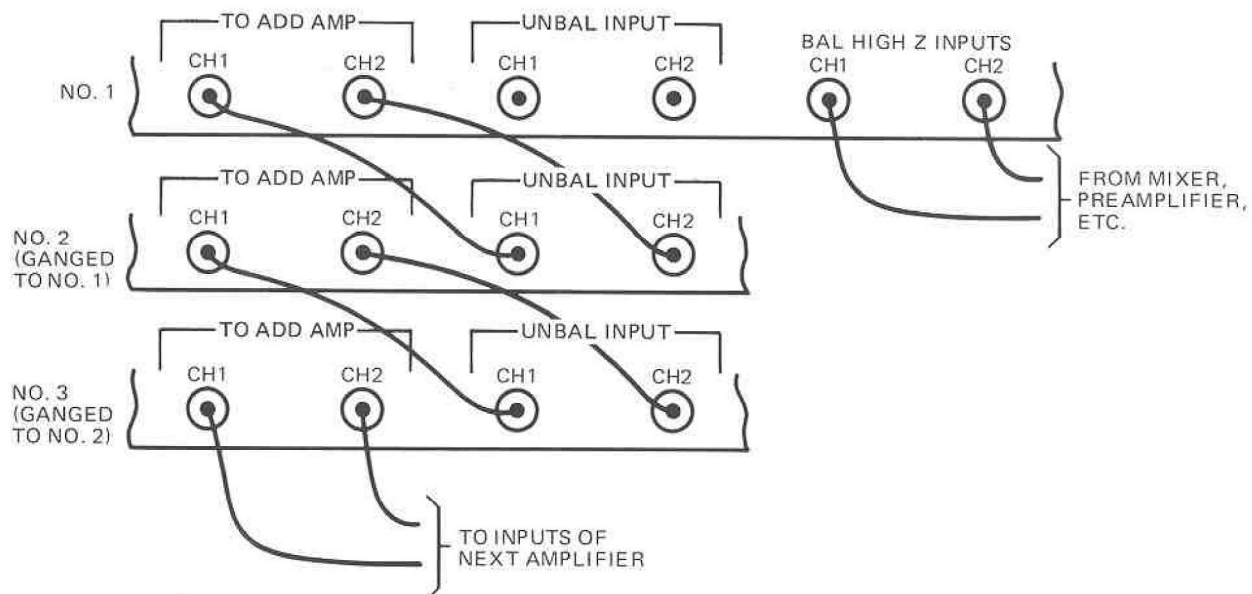 TO ADD AMP
UNBAL INPUT
BAL HIGH Z INPUTS
CH1
CH2
CH1
CH2
CH1
CH2
NO. 1
TO ADD AMP
UNBAL INPUT
FROM MIXER,
PREAMPLIFIER,
ETC.
CH1
CH2
CH1
CH2
NO. 2
(GANGED
TO NO. 1)
TO ADD AMP
UNBAL INPUT
CH1
CH2
CH1
CH2
NO. 3
(GANGED
TO NO. 2)
TO INPUTS OF
NEXT AMPLIFIER